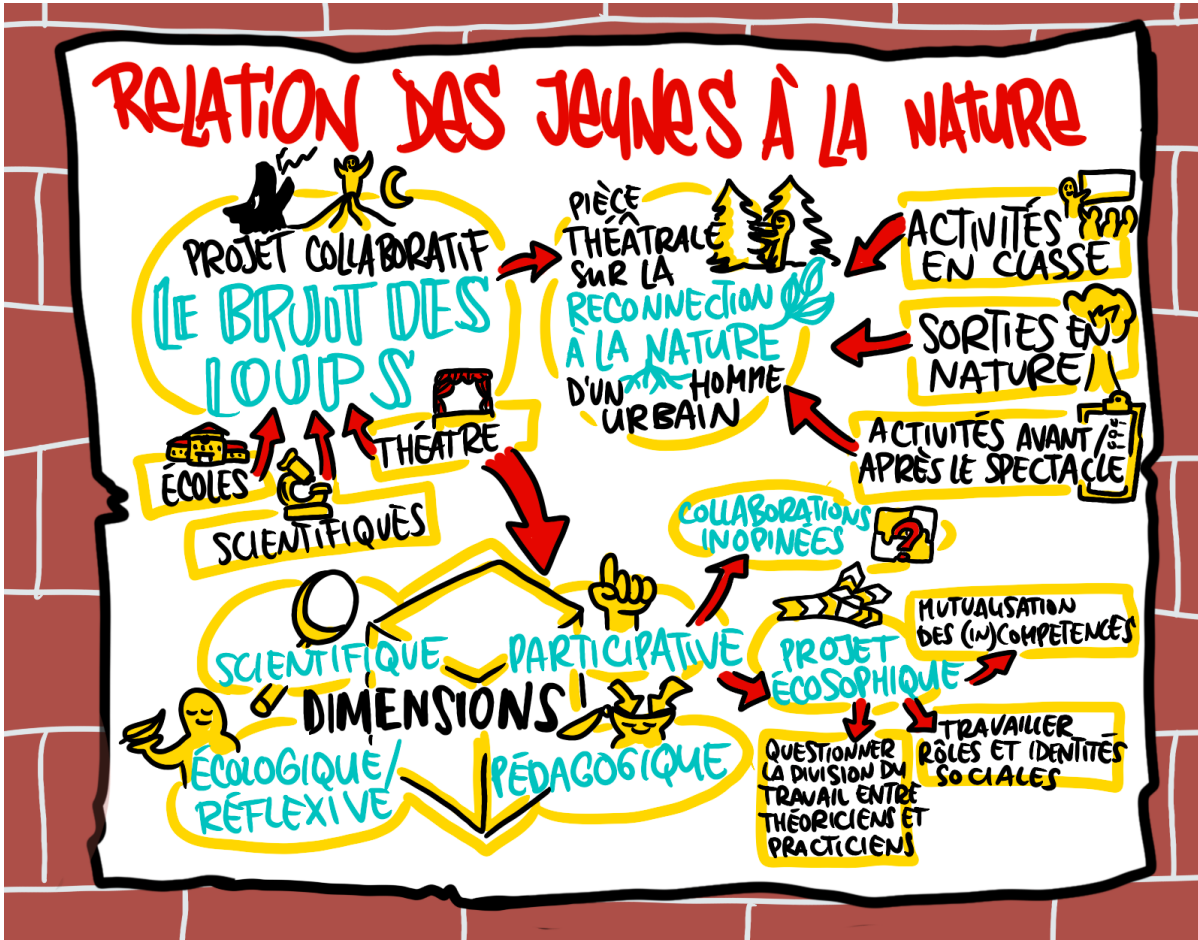 RELATION DES JEUNES À LA NATURE
PROJET COLLABORATIF
LE BRUIT DES
LOUPS
ÉCOLES
SCIENTIFIQUES
THÉATRE
PIÈCE
THÉÂTRALE
SUR LA
RECONNECTION
À LA NATURE
D'UN HOMME
URBAIN
ACTIVITÉS
EN CLASSE
SORTIES EN
NATURE
ACTIVITÉS AVANT/
APRÈS LE SPECTACLE
DIMENSIONS
SCIENTIFIQUE
PARTICIPATIVE
ÉCOLOGIQUE/
RÉFLEXIVE
PÉDAGOGIQUE
COLLABORATIONS
INOPINÉES
?
PROJET
ÉCOSOPHIQUE
MUTUALISATION
DES (IN)COMPETENCES
TRAVAILLER
RÔLES ET IDENTITÉS
SOCIALES
QUESTIONNER
LA DIVISION DU
TRAVAIL ENTRE
THÉORICIENS ET
PRACTICIENS